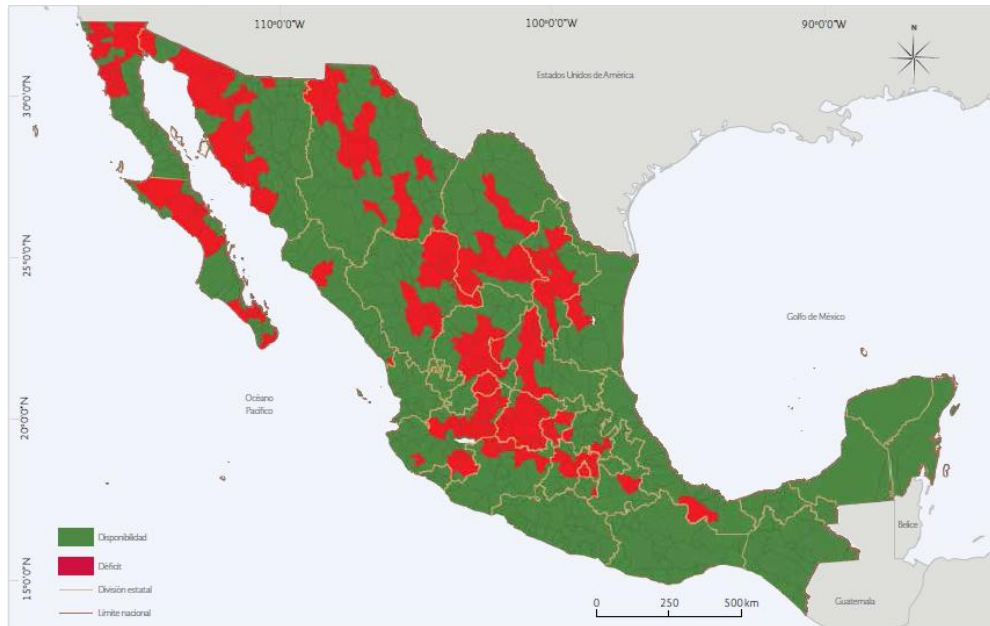 110°0'0"W
100°0'0"W
90°0'0"W
N
Estados Unidos de América
30°0'0"N
25°0'0"N
Golfo de México
20°0'0"N
Océano
Pacífico
Belice
Disponibilidad
Déficit
División estatal
Límite nacional
15°0'0"N
0 250 500 km
Guatemala